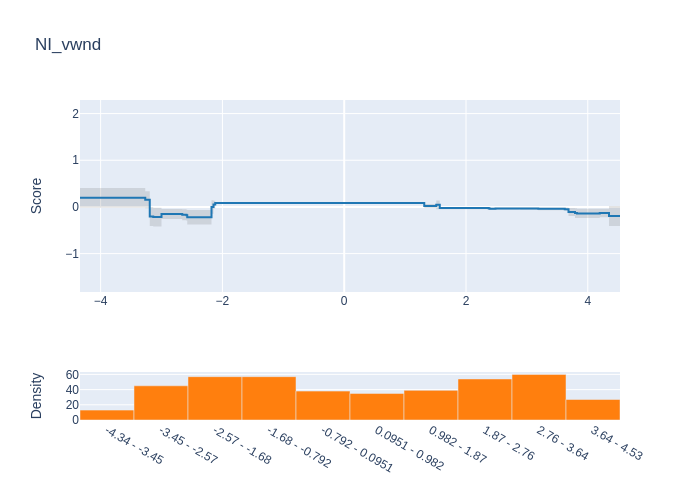 NI_vwnd
Score
2
1
0
−1
−4
−2
0
2
4
Density
60
40
20
0
-4.34 - -3.45
-3.45 - -2.57
-2.57 - -1.68
-1.68 - -0.792
-0.792 - 0.0951
0.0951 - 0.982
0.982 - 1.87
1.87 - 2.76
2.76 - 3.64
3.64 - 4.53